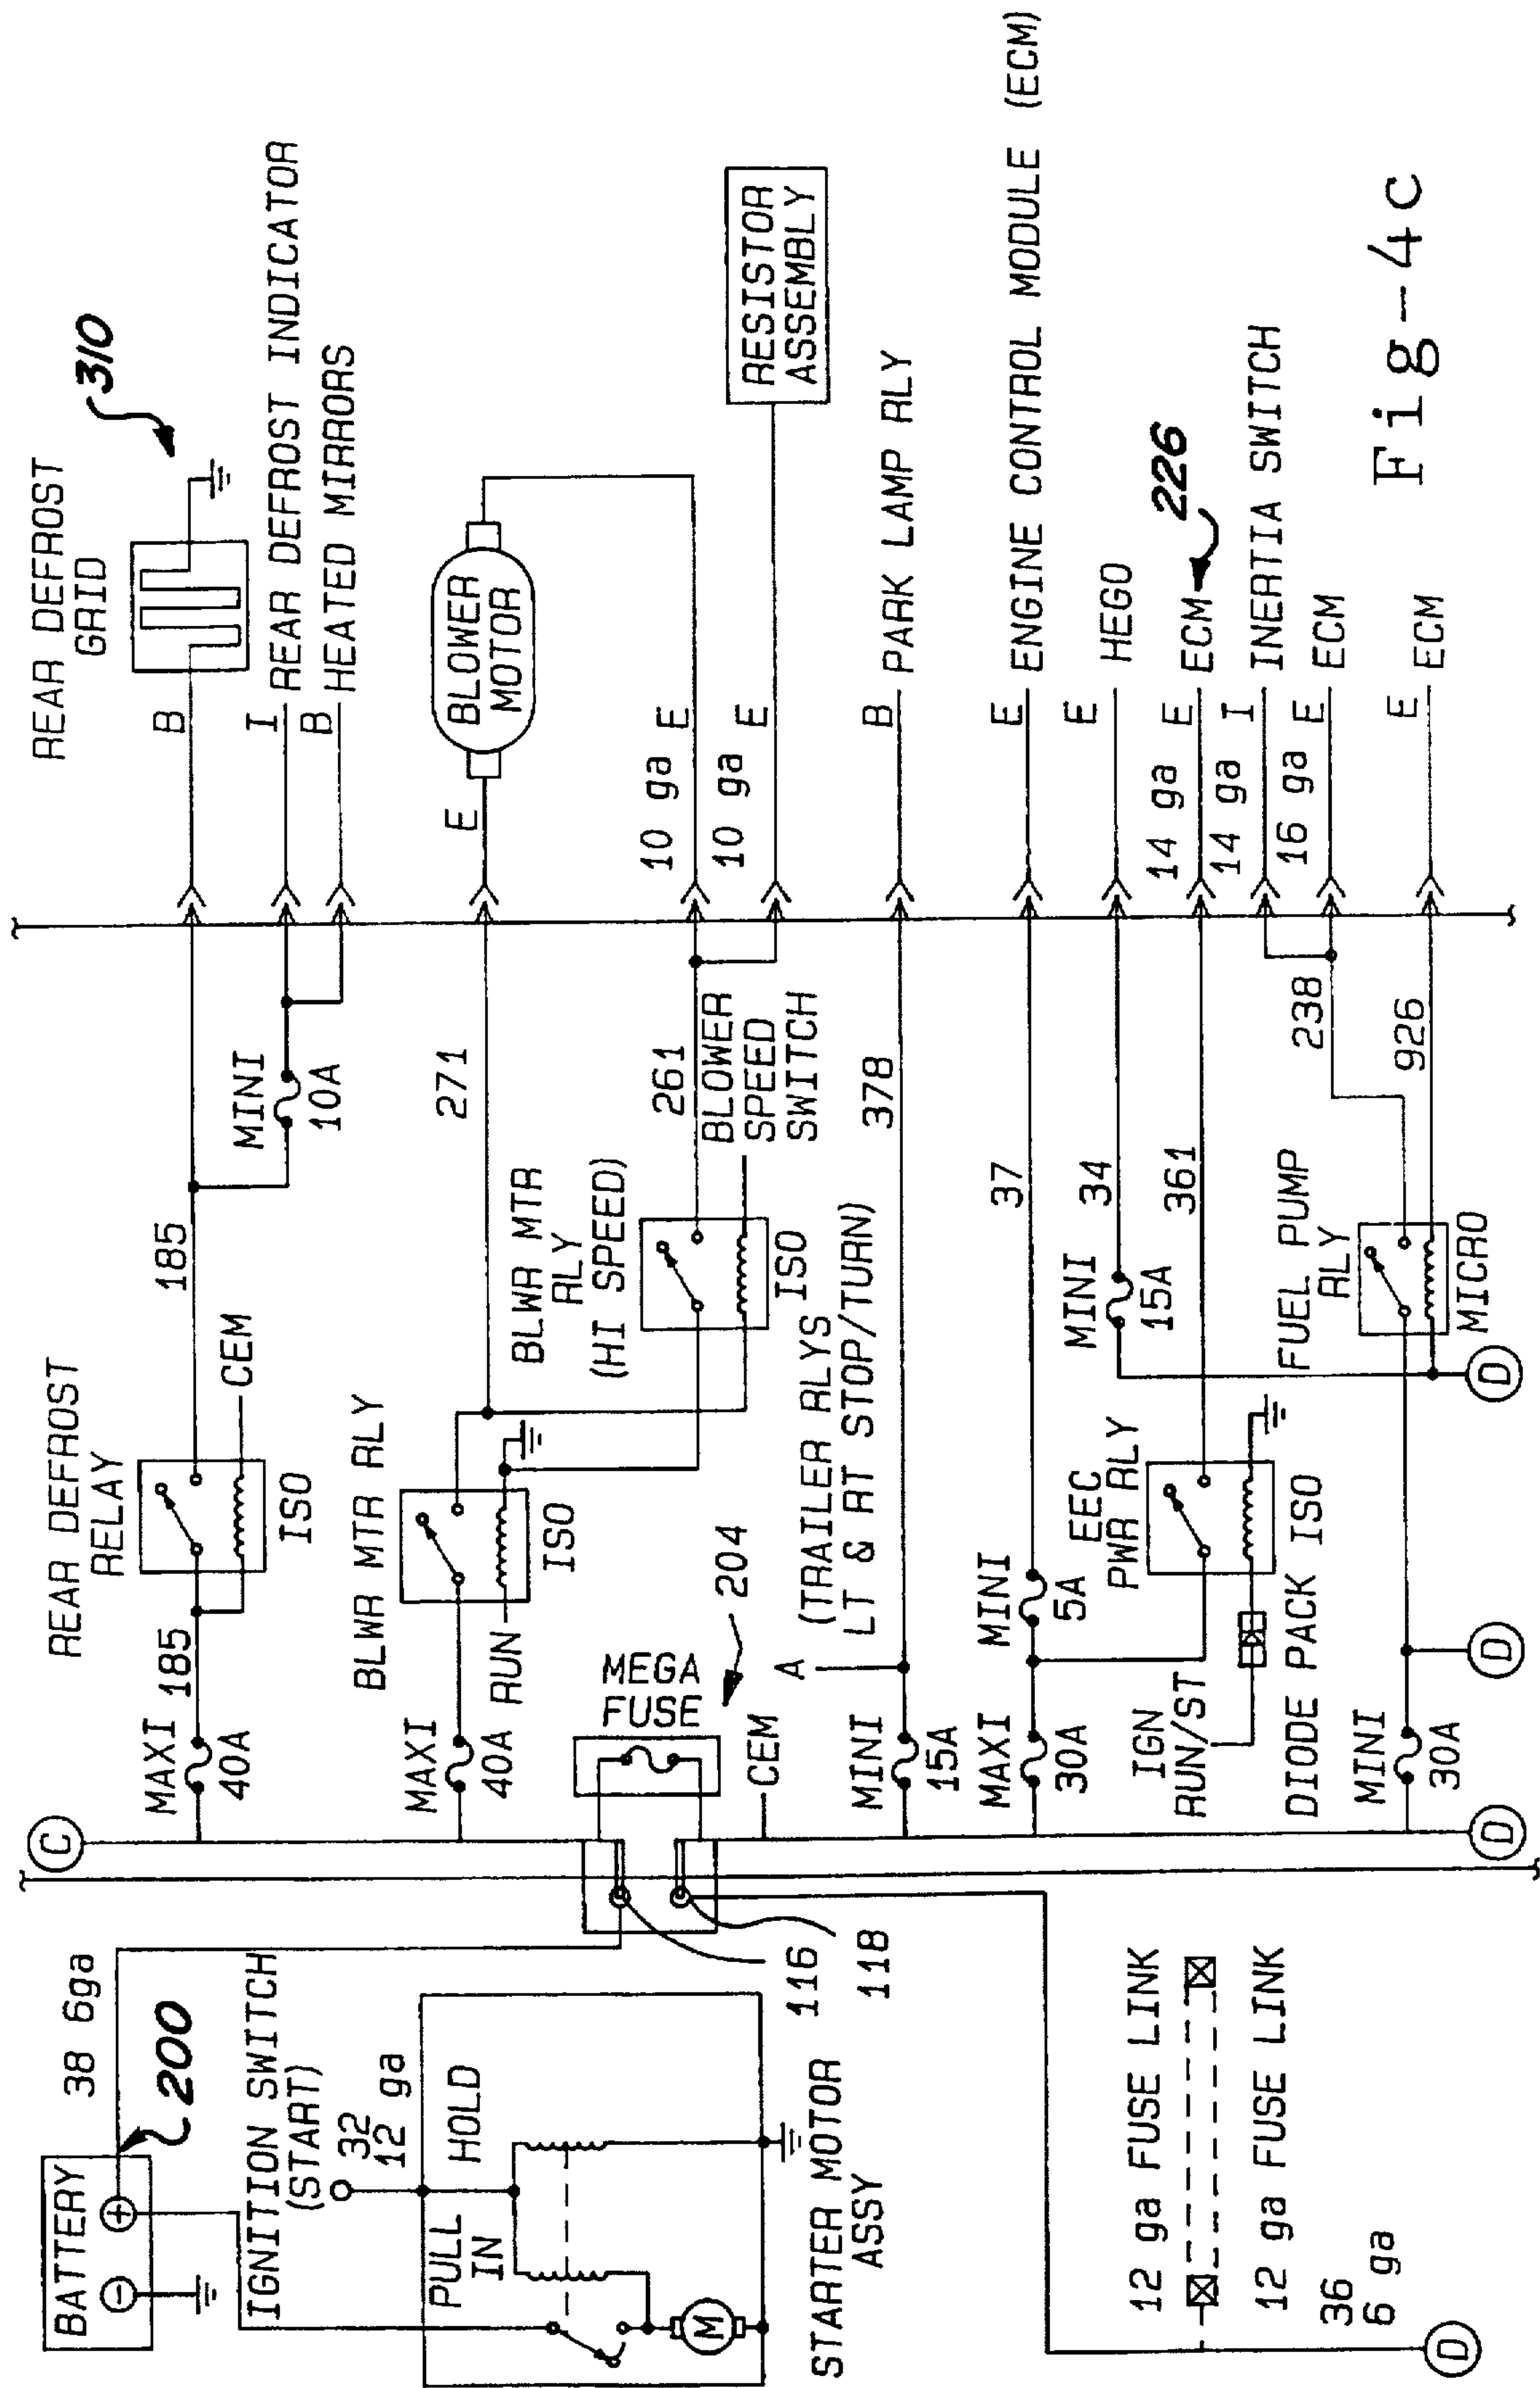 BATTERY
200
38 6ga
IGNITION SWITCH
(START)
32
12 ga
PULL
IN
HOLD
M
STARTER MOTOR
ASSY
116
118
12 ga FUSE LINK
12 ga FUSE LINK
36
6 ga
D
C
MAXI
40A
185
REAR DEFROST
RELAY
ISO
CEM
185
MINI
10A
B
REAR DEFROST
GRID
310
I
REAR DEFROST INDICATOR
B
HEATED MIRRORS
MAXI
40A
RUN
BLWR MTR RLY
ISO
271
E
BLOWER
MOTOR
BLWR MTR
RLY
(HI SPEED)
ISO
261
BLOWER
SPEED
SWITCH
10 ga E
10 ga E
RESISTOR
ASSEMBLY
MEGA
FUSE
204
CEM
A
(TRAILER RLYS
LT & RT STOP/TURN)
MINI
15A
378
B
PARK LAMP RLY
MAXI
30A
MINI
5A
37
E
ENGINE CONTROL MODULE (ECM)
MINI
15A
34
E
HEGO
IGN
RUN/ST
EEC
PWR RLY
DIODE PACK
ISO
361
14 ga E
ECM
226
14 ga I
INERTIA SWITCH
238
16 ga E
ECM
MINI
30A
FUEL PUMP
RLY
MICRO
926
E
ECM
D
D
D
Fig-4c